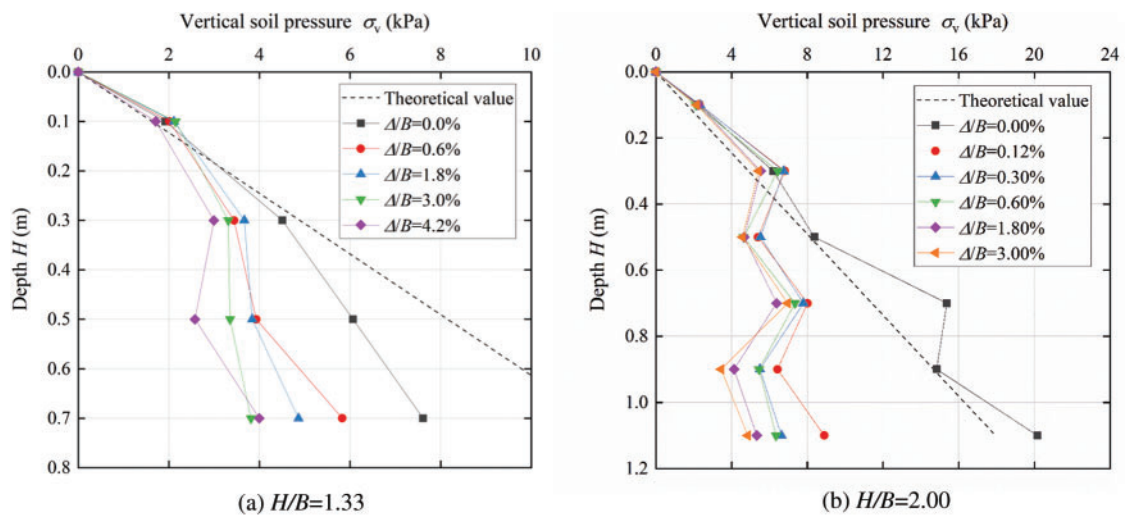 Vertical soil pressure σv (kPa)
0 2 4 6 8 10
Depth H (m)
0.0
0.1
0.2
0.3
0.4
0.5
0.6
0.7
0.8
Theoretical value
Δ/B=0.0%
Δ/B=0.6%
Δ/B=1.8%
Δ/B=3.0%
Δ/B=4.2%
(a) H/B=1.33
Vertical soil pressure σv (kPa)
0 4 8 12 16 20 24
Depth H (m)
0.0
0.2
0.4
0.6
0.8
1.0
1.2
Theoretical value
Δ/B=0.00%
Δ/B=0.12%
Δ/B=0.30%
Δ/B=0.60%
Δ/B=1.80%
Δ/B=3.00%
(b) H/B=2.00